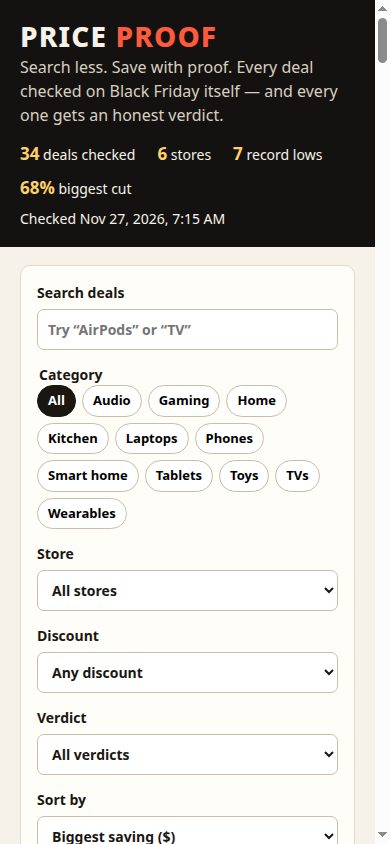 PRICE PROOF
Search less. Save with proof. Every deal
checked on Black Friday itself — and every
one gets an honest verdict.
34 deals checked 6 stores 7 record lows
68% biggest cut
Checked Nov 27, 2026, 7:15 AM
Search deals
Try “AirPods” or “TV”
Category
All Audio Gaming Home
Kitchen Laptops Phones
Smart home Tablets Toys TVs
Wearables
Store
All stores
Discount
Any discount
Verdict
All verdicts
Sort by
Biggest saving ($)